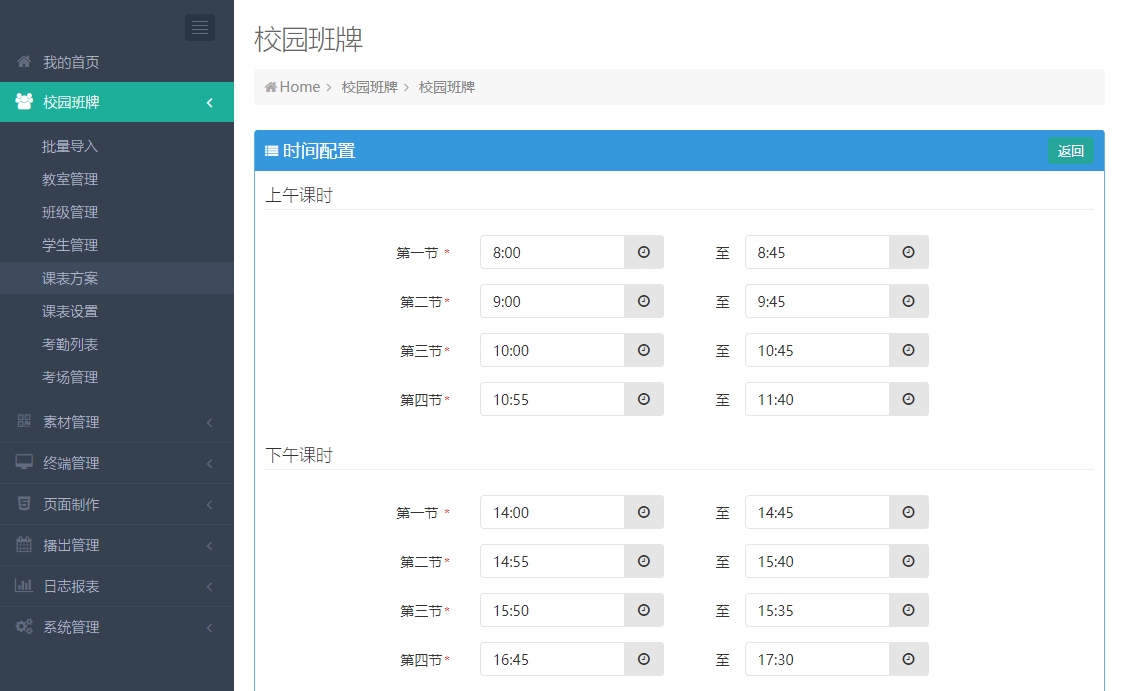 我的首页
校园班牌
批量导入
教室管理
班级管理
学生管理
课表方案
课表设置
考勤列表
考场管理
素材管理
终端管理
页面制作
播出管理
日志报表
系统管理
校园班牌
Home > 校园班牌 > 校园班牌
时间配置 返回
上午课时
第一节 * 8:00 至 8:45
第二节* 9:00 至 9:45
第三节* 10:00 至 10:45
第四节* 10:55 至 11:40
下午课时
第一节 * 14:00 至 14:45
第二节* 14:55 至 15:40
第三节* 15:50 至 15:35
第四节* 16:45 至 17:30